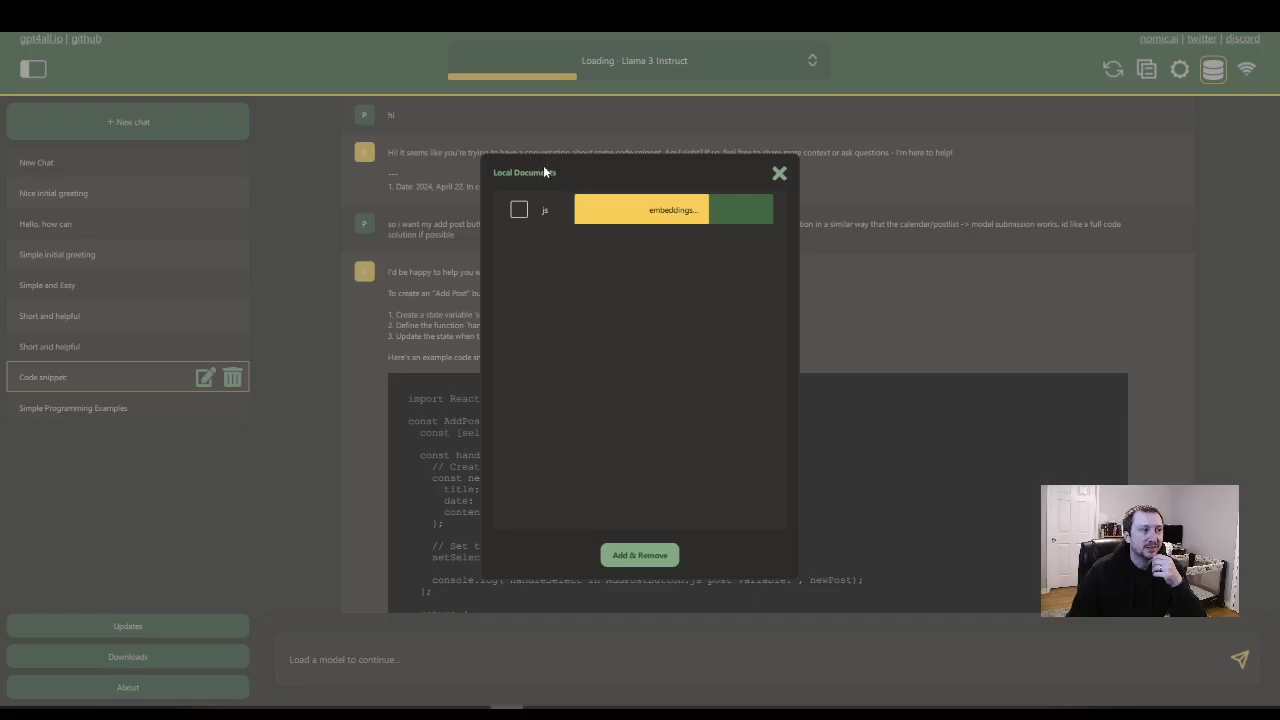 gpt4all.io | github
nomic.ai | twitter | discord
Loading · Llama 3 Instruct
+ New chat
New Chat
Nice initial greeting
Hello, how can
Simple initial greeting
Simple and Easy
Short and helpful
Short and helpful
Code snippet:
Simple Programming Examples
Updates
Downloads
About
P hi
Hi! It seems like you're trying to have a conversation about some code snippet. Am I right? If so, feel free to share more context or ask questions - I'm here to help!
---
1. Date: 2024, April 22. In c
P so i want my add post butt
ion in a similar way that the calendar/postlist -> modal submission works. id like a full code
solution if possible
I'd be happy to help you w
To create an "Add Post" bu
1. Create a state variable `s
2. Define the function `han
3. Update the state when t
Here's an example code sn
import React
const AddPost
const [sel
const hand
// Creat
const ne
title:
date:
conten
};
// Set t
setSelec
console.log("handleSelect in AddPostButton.js post variable:", newPost);
};
Local Documents
js
embeddings...
Add & Remove
Load a model to continue...